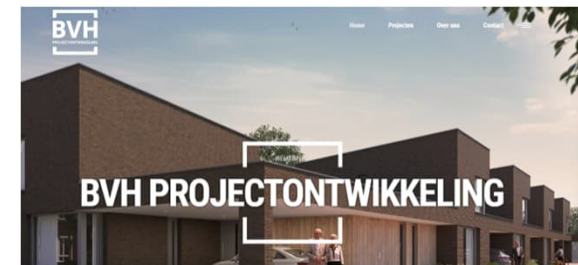 BVH
PROJECTONTWIKKELING
Home Projecten Over ons Contact
BVH PROJECTONTWIKKELING